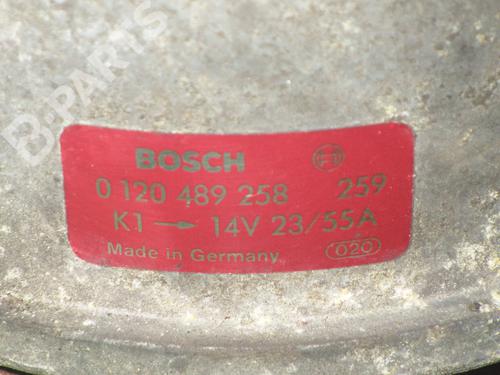 B-PARTS
BOSCH
0 120 489 258 259
K1 → 14V 23/55A
Made in Germany 020